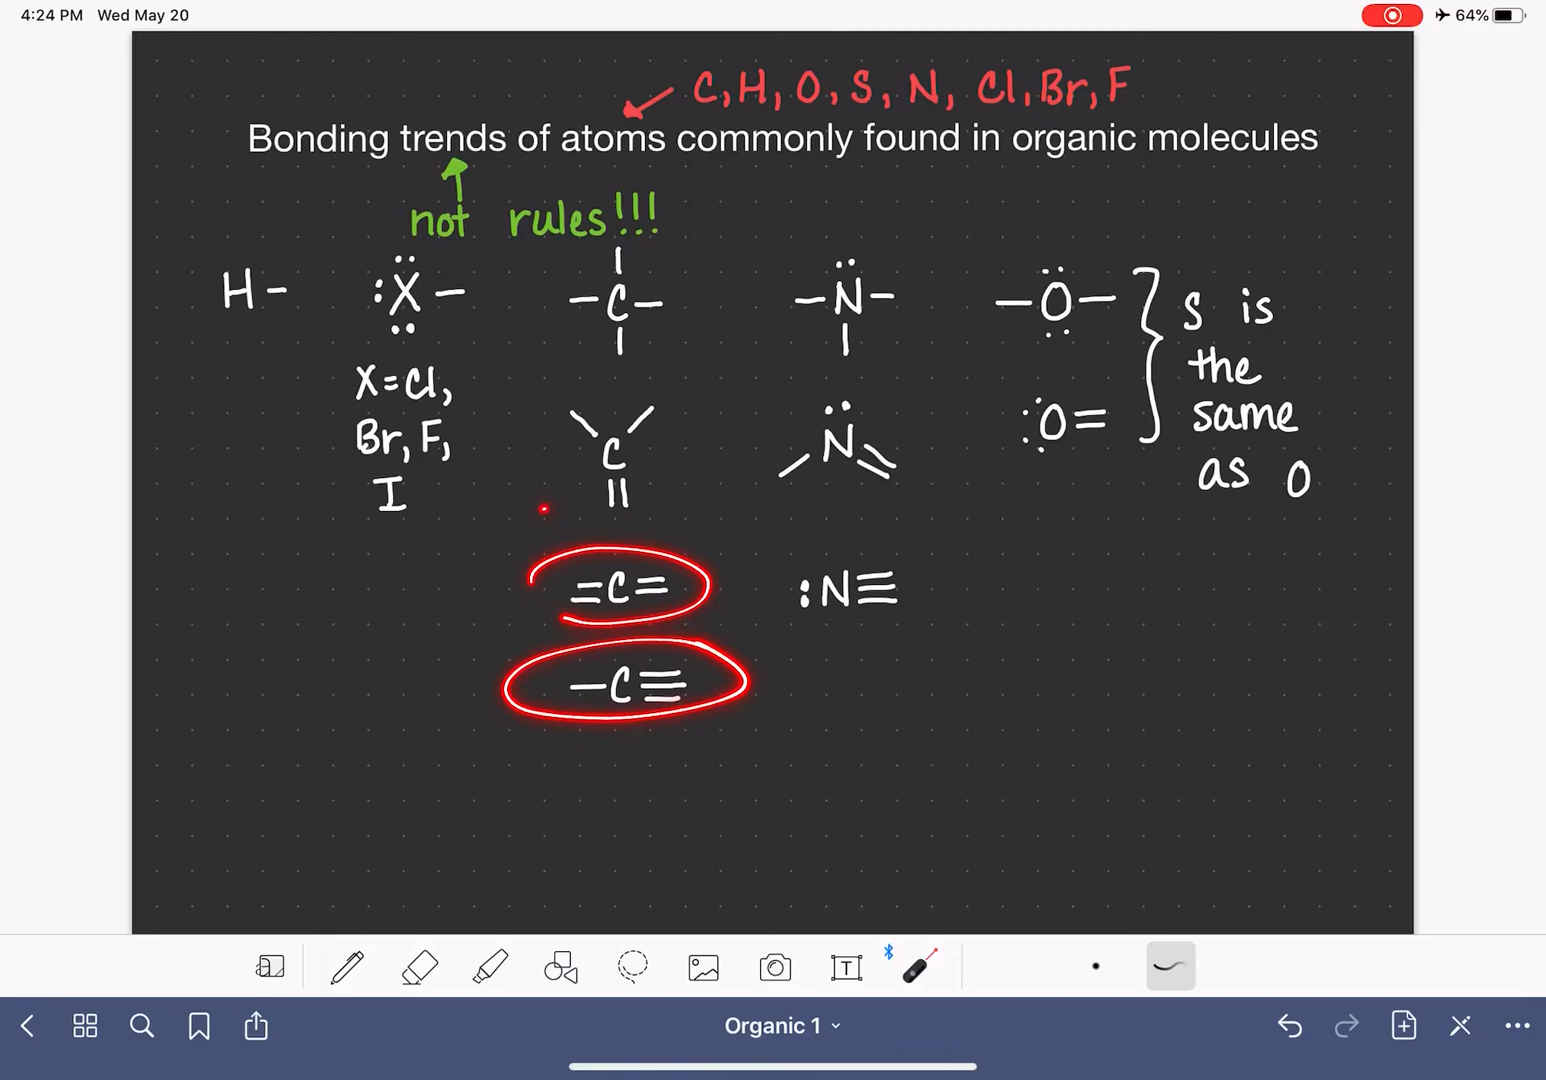 4:24 PM Wed May 20
64%
C, H, O, S, N, Cl, Br, F
Bonding trends of atoms commonly found in organic molecules
not rules!!!
H-
:X-
-C-
-N-
-O-
S is
the
same
as O
X=Cl,
Br, F,
I
C
N
:O=
=C=
:N≡
-C≡
T
Organic 1